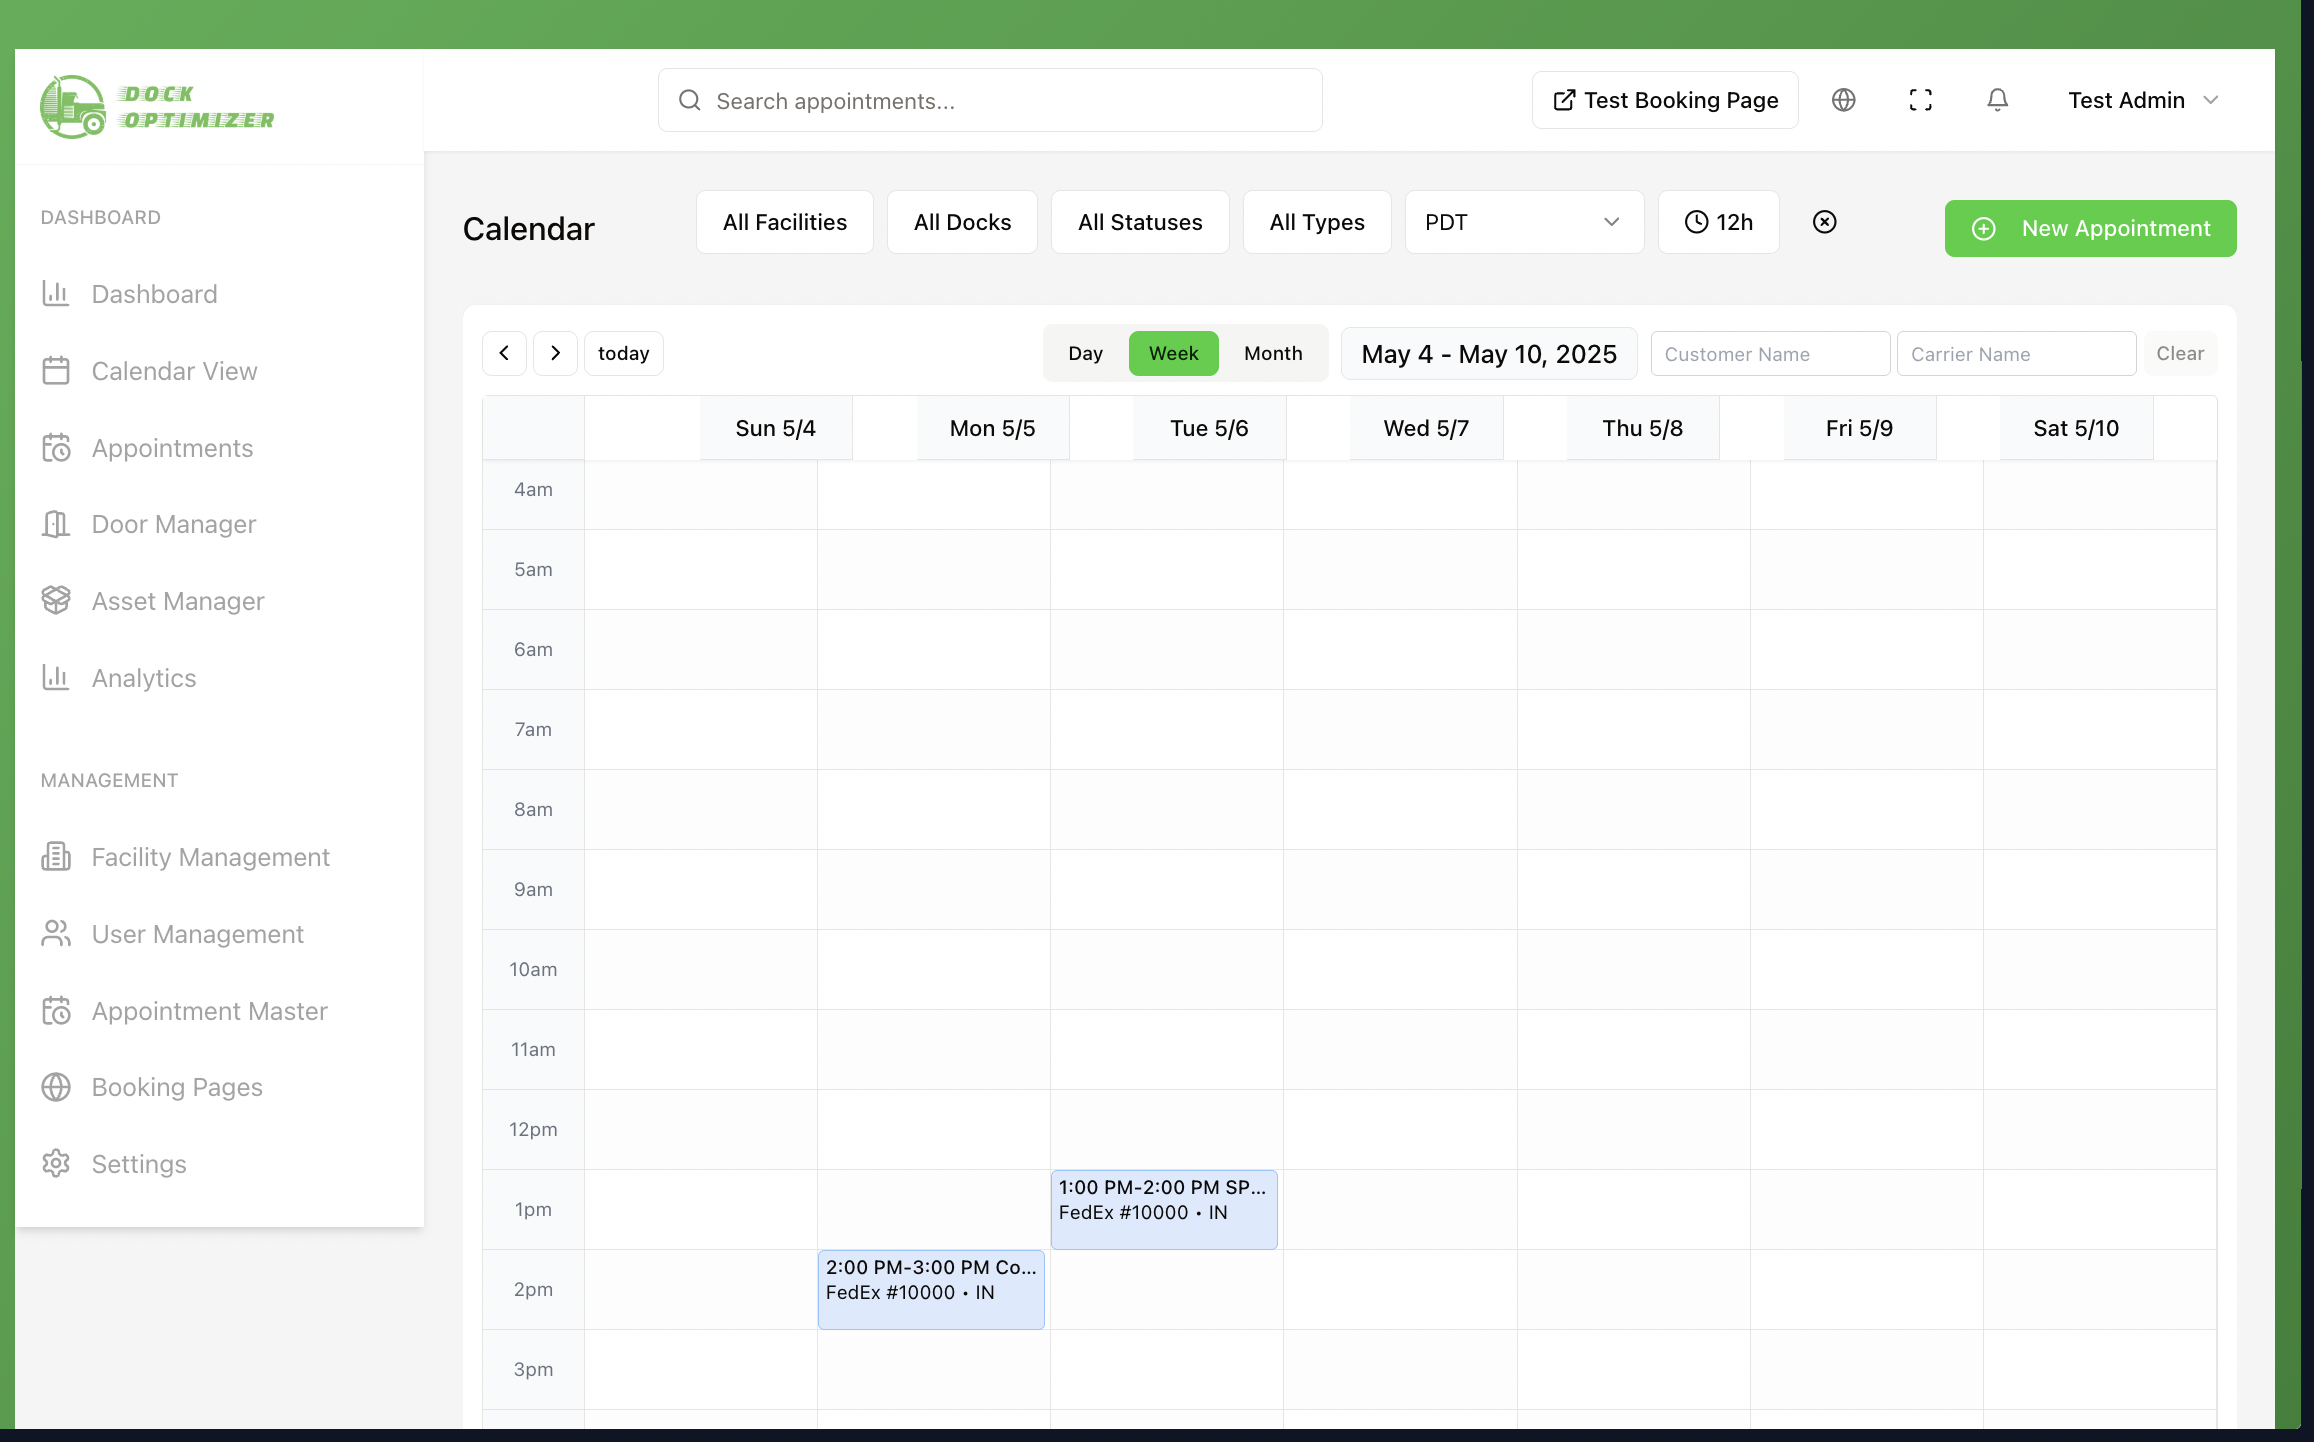 DOCK
OPTIMIZER
Search appointments...
Test Booking Page
Test Admin
DASHBOARD
Dashboard
Calendar View
Appointments
Door Manager
Asset Manager
Analytics
MANAGEMENT
Facility Management
User Management
Appointment Master
Booking Pages
Settings
Calendar
All Facilities
All Docks
All Statuses
All Types
PDT
12h
New Appointment
today
Day
Week
Month
May 4 - May 10, 2025
Customer Name
Carrier Name
Clear
Sun 5/4
Mon 5/5
Tue 5/6
Wed 5/7
Thu 5/8
Fri 5/9
Sat 5/10
4am
5am
6am
7am
8am
9am
10am
11am
12pm
1pm
1:00 PM-2:00 PM SP...
FedEx #10000 • IN
2pm
2:00 PM-3:00 PM Co...
FedEx #10000 • IN
3pm